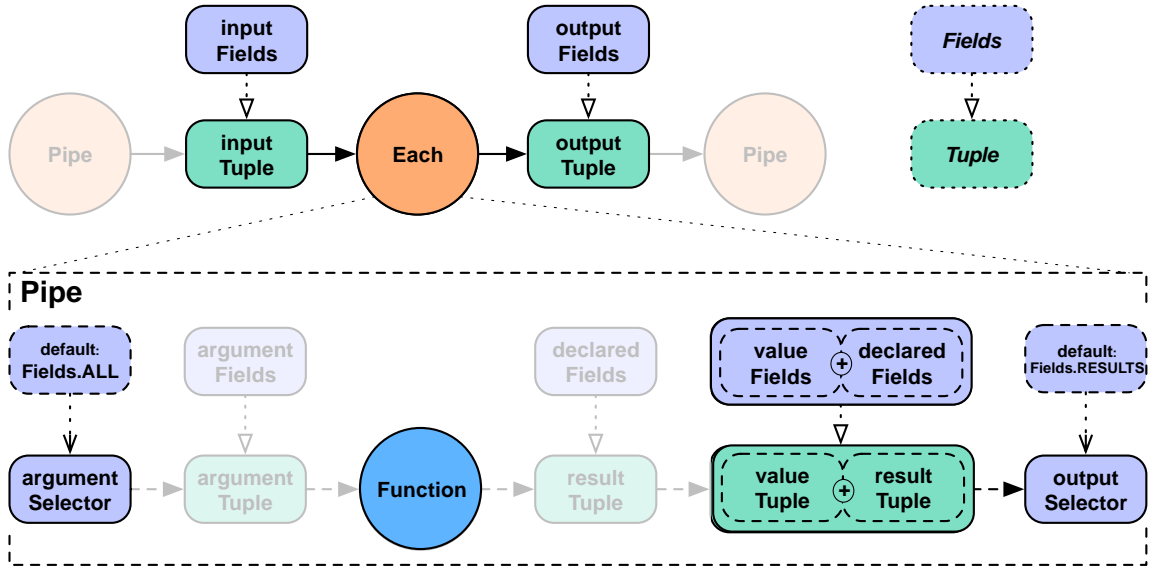 input
Fields
output
Fields
Fields
Pipe
input
Tuple
Each
output
Tuple
Pipe
Tuple
Pipe
default:
Fields.ALL
argument
Fields
declared
Fields
value
Fields
+
declared
Fields
default:
Fields.RESULTS
argument
Selector
argument
Tuple
Function
result
Tuple
value
Tuple
+
result
Tuple
output
Selector